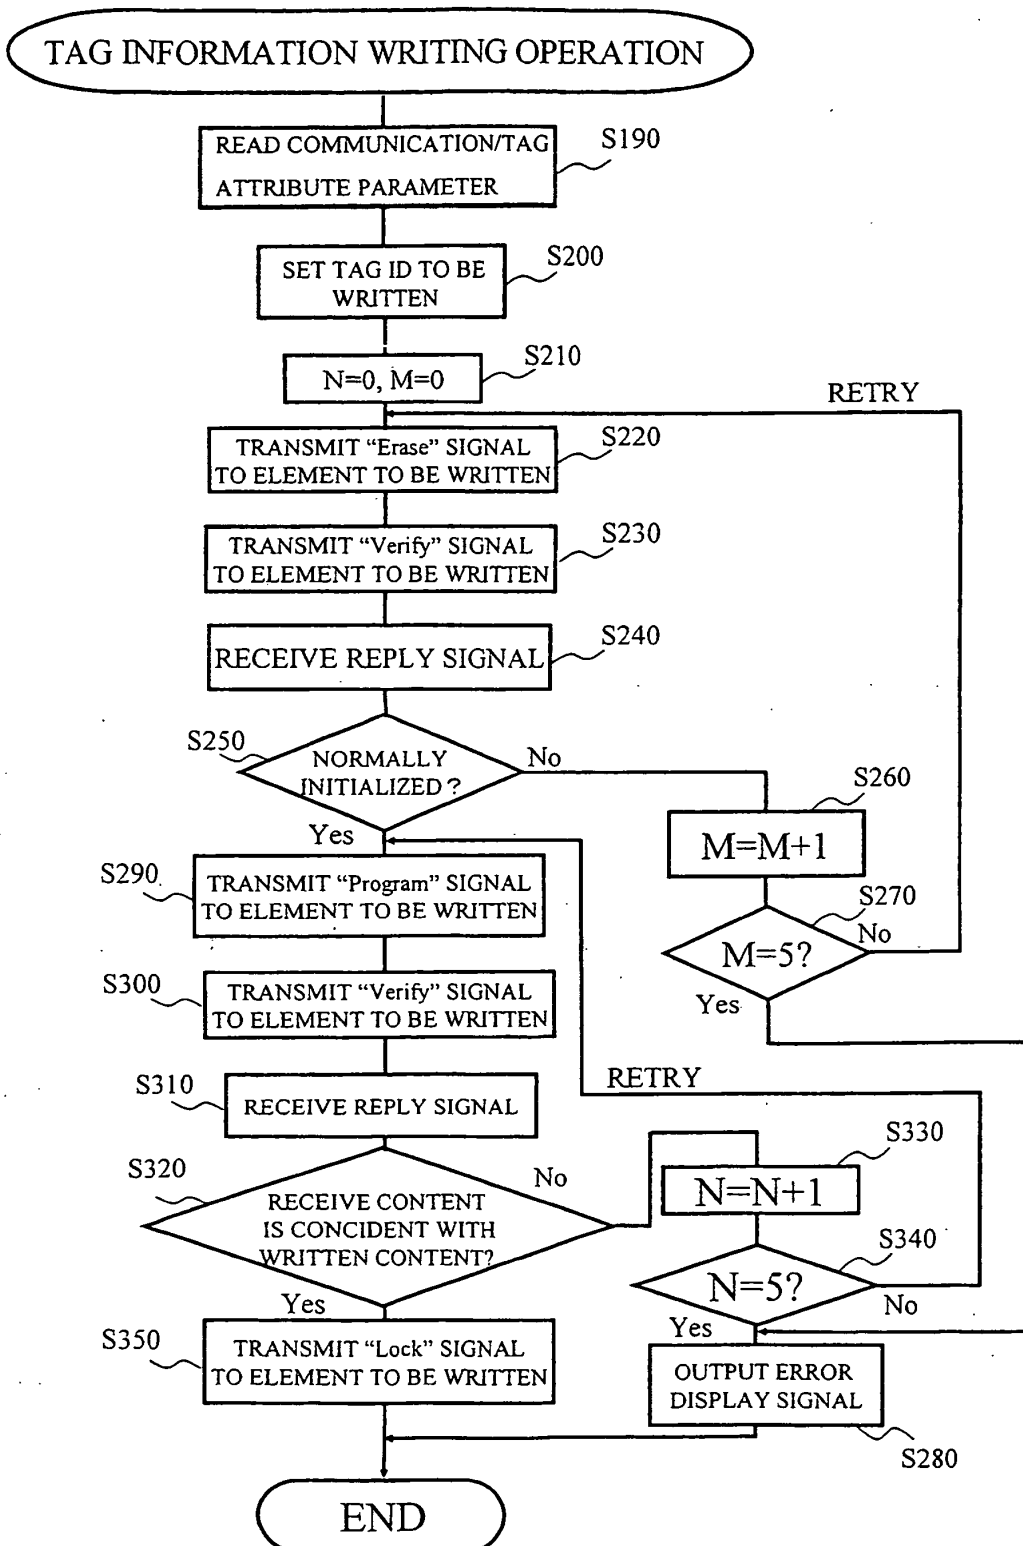 TAG INFORMATION WRITING OPERATION
READ COMMUNICATION/TAG
ATTRIBUTE PARAMETER
S190
SET TAG ID TO BE
WRITTEN
S200
N=0, M=0
S210
RETRY
TRANSMIT “Erase” SIGNAL
TO ELEMENT TO BE WRITTEN
S220
TRANSMIT “Verify” SIGNAL
TO ELEMENT TO BE WRITTEN
S230
RECEIVE REPLY SIGNAL
S240
S250
NORMALLY
INITIALIZED?
No
Yes
S260
M=M+1
S270
M=5?
No
Yes
S290
TRANSMIT “Program” SIGNAL
TO ELEMENT TO BE WRITTEN
S300
TRANSMIT “Verify” SIGNAL
TO ELEMENT TO BE WRITTEN
RETRY
S310
RECEIVE REPLY SIGNAL
S320
RECEIVE CONTENT
IS CONCIDENT WITH
WRITTEN CONTENT?
No
Yes
S330
N=N+1
S340
N=5?
No
Yes
S350
TRANSMIT “Lock” SIGNAL
TO ELEMENT TO BE WRITTEN
OUTPUT ERROR
DISPLAY SIGNAL
S280
END